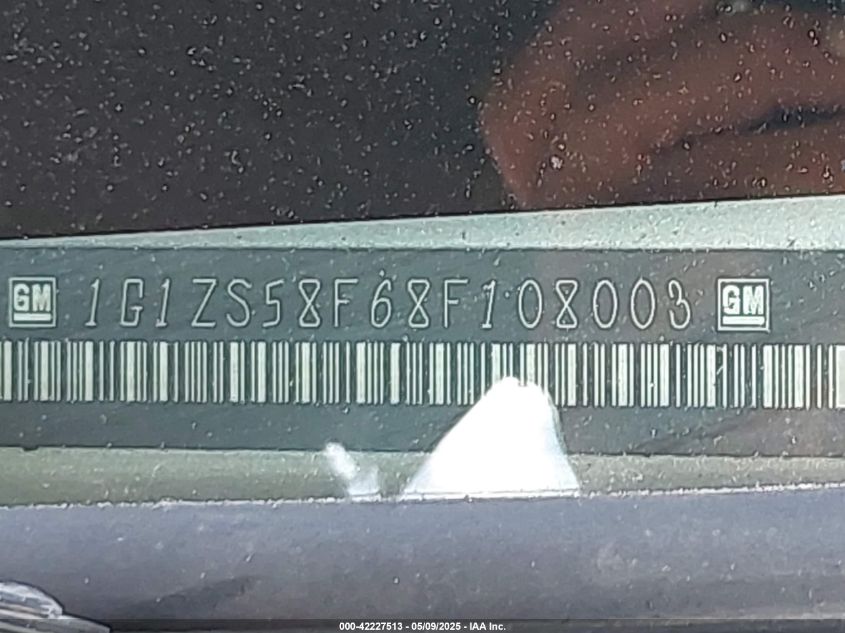 GM 1G1ZS58F68F108003 GM
000-42227513 - 05/09/2025 - IAA Inc.